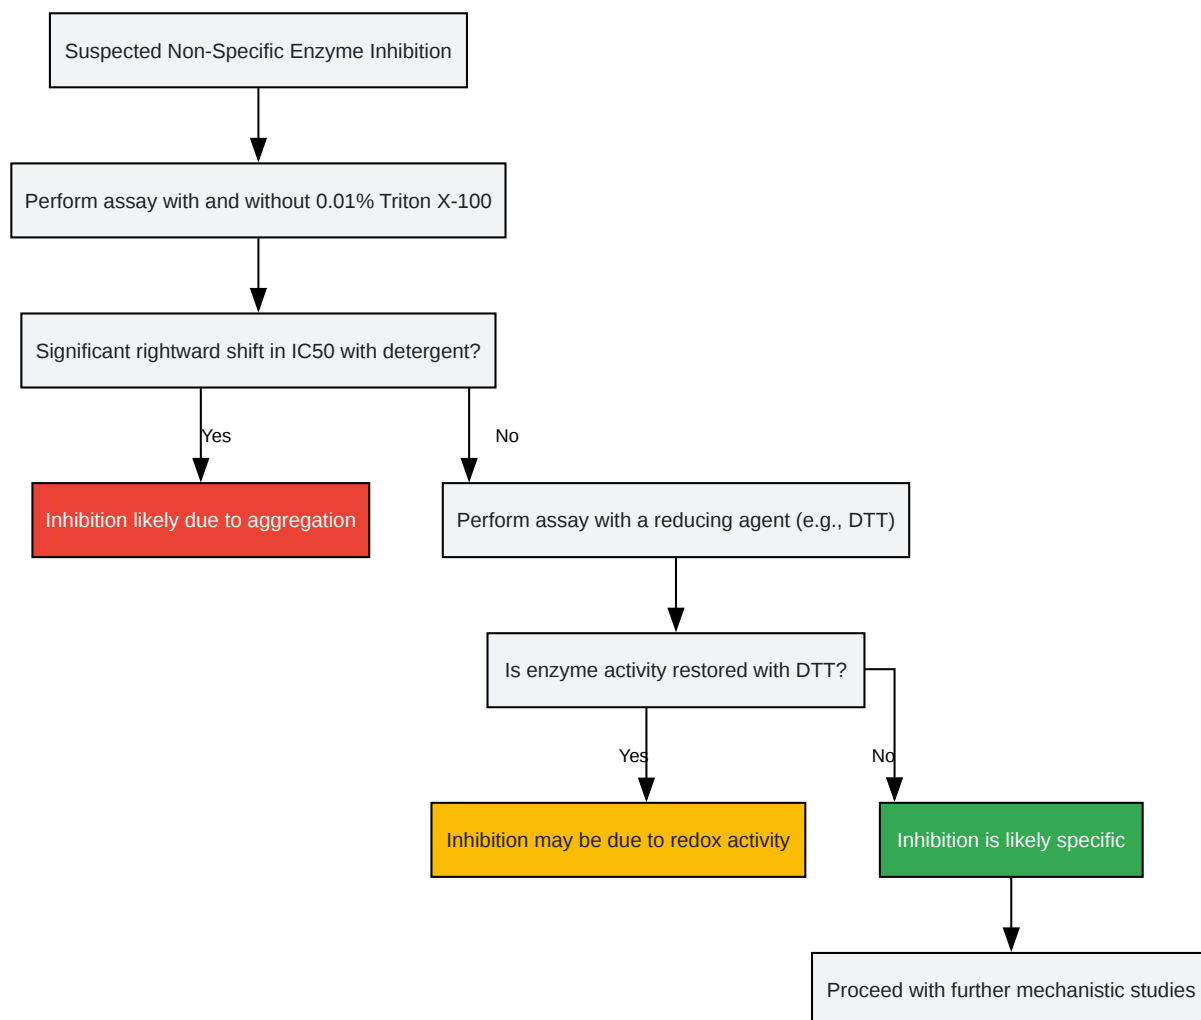 Suspected Non-Specific Enzyme Inhibition
Perform assay with and without 0.01% Triton X-100
Significant rightward shift in IC50 with detergent?
Yes
No
Inhibition likely due to aggregation
Perform assay with a reducing agent (e.g., DTT)
Is enzyme activity restored with DTT?
Yes
No
Inhibition may be due to redox activity
Inhibition is likely specific
Proceed with further mechanistic studies